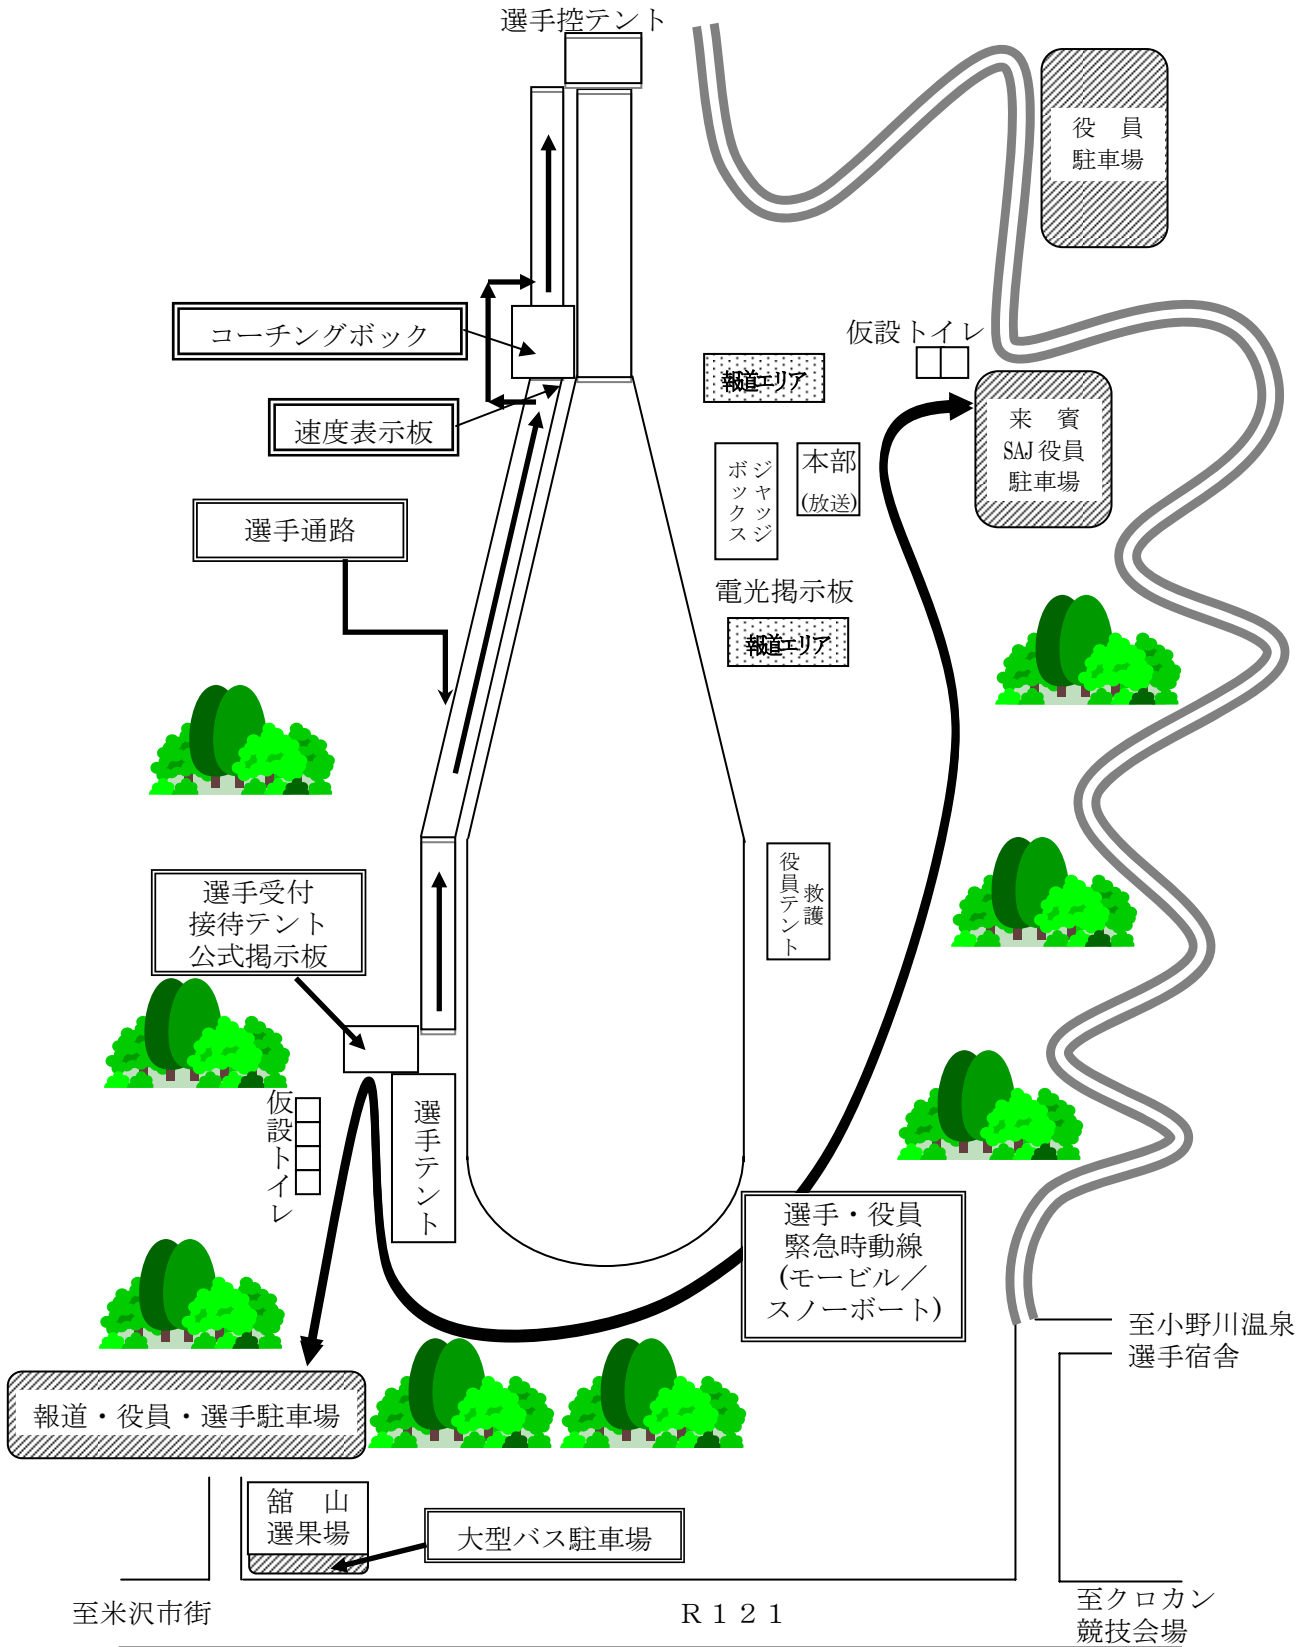 選手控テント
役　員
駐車場
コーチングボック
仮設トイレ
報道エリア
速度表示板
来　賓
SAJ役員
駐車場
ジャッジ
ボックス
本部
(放送)
選手通路
電光掲示板
報道エリア
選手受付
接待テント
公式掲示板
救護
役員テント
仮設トイレ
選手テント
選手・役員
緊急時動線
(モービル／
スノーボート)
至小野川温泉
選手宿舎
報道・役員・選手駐車場
舘　山
選果場
大型バス駐車場
至米沢市街
Ｒ１２１
至クロカン
競技会場